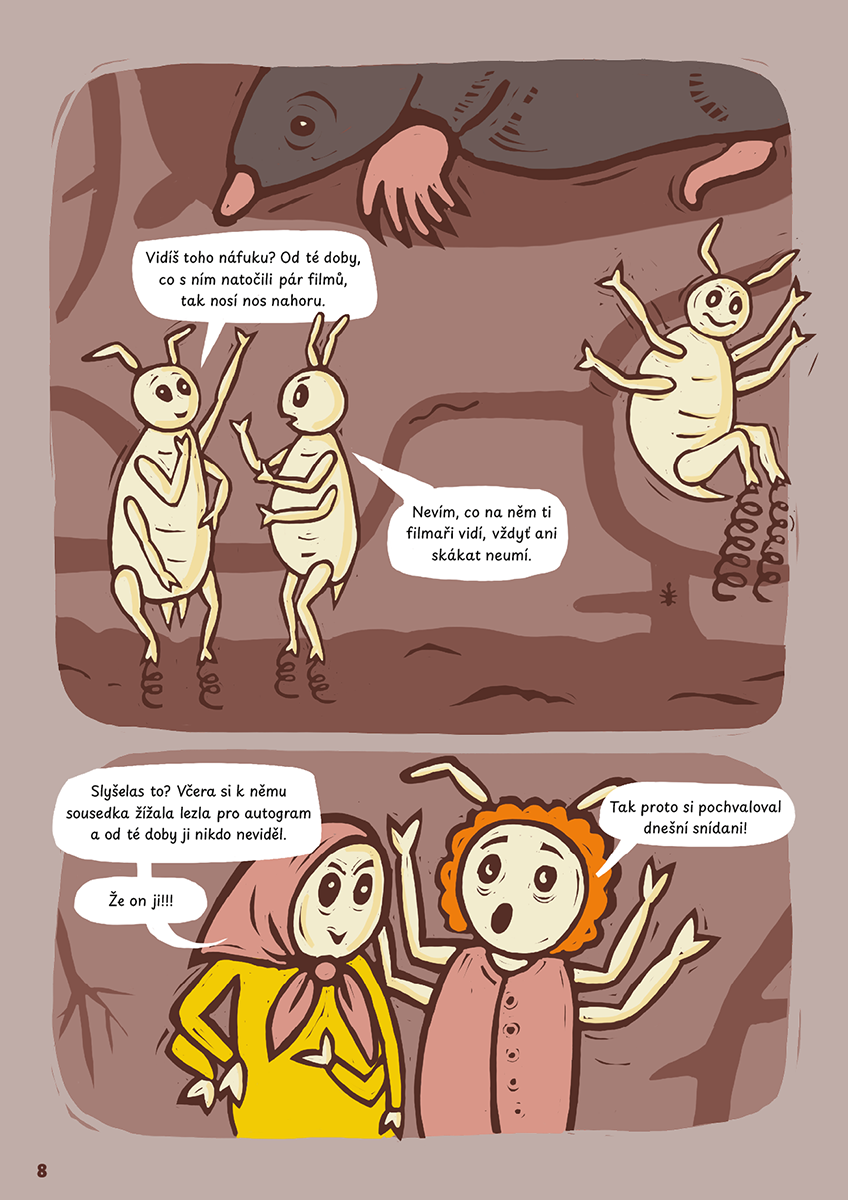 Vidíš toho náfuku? Od té doby,
co s ním natočili pár filmů,
tak nosí nos nahoru.
Nevím, co na něm ti
filmaři vidí, vždyť ani
skákat neumí.
Slyšelas to? Včera si k němu
sousedka žížala lezla pro autogram
a od té doby ji nikdo neviděl.
Že on ji!!!
Tak proto si pochvaloval
dnešní snídani!
8